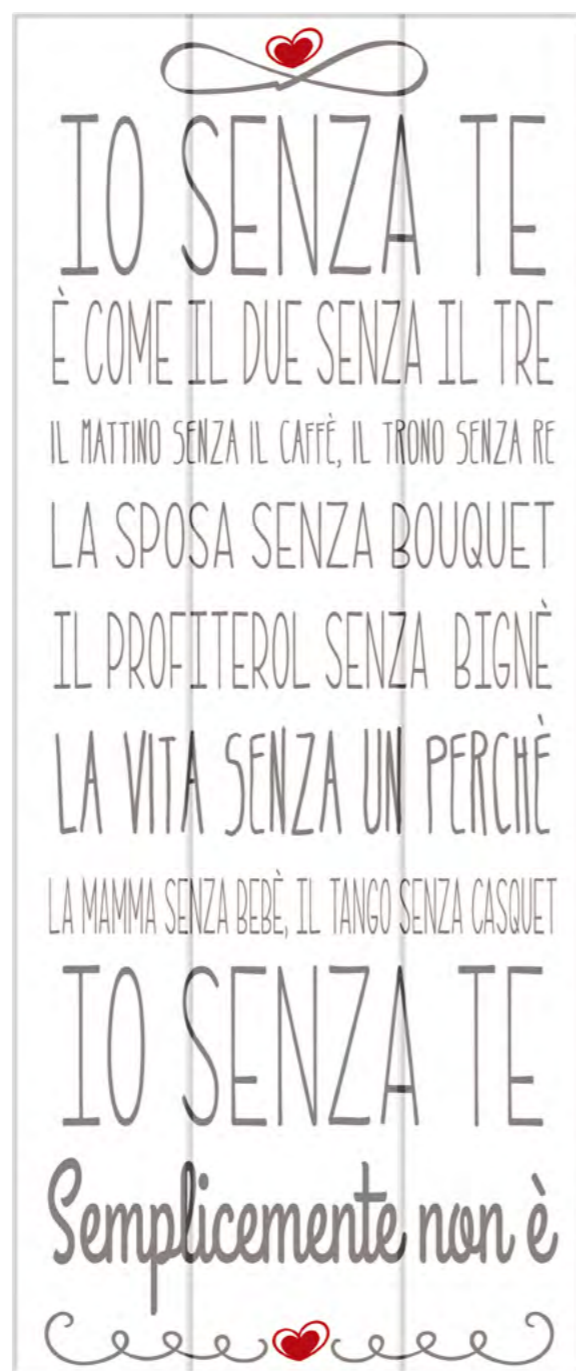 IO SENZA TE
È COME IL DUE SENZA IL TRE
IL MATTINO SENZA IL CAFFÈ, IL TRONO SENZA RE
LA SPOSA SENZA BOUQUET
IL PROFITEROL SENZA BIGNÈ
LA VITA SENZA UN PERCHÈ
LA MAMMA SENZA BEBÈ, IL TANGO SENZA CASQUET
IO SENZA TE
Semplicemente non è